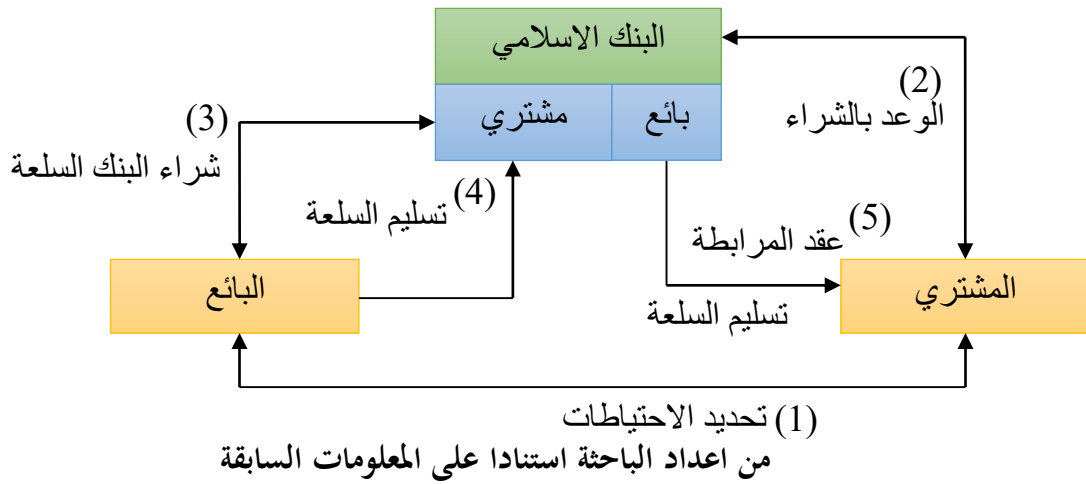 البنك الاسلامي
مشتري
بائع
(2)
الوعد بالشراء
(3)
شراء البنك السلعة
(4)
تسليم السلعة
(5)
عقد المرابطة
تسليم السلعة
البائع
المشتري
(1) تحديد الاحتياطات
من اعداد الباحثة استنادا على المعلومات السابقة